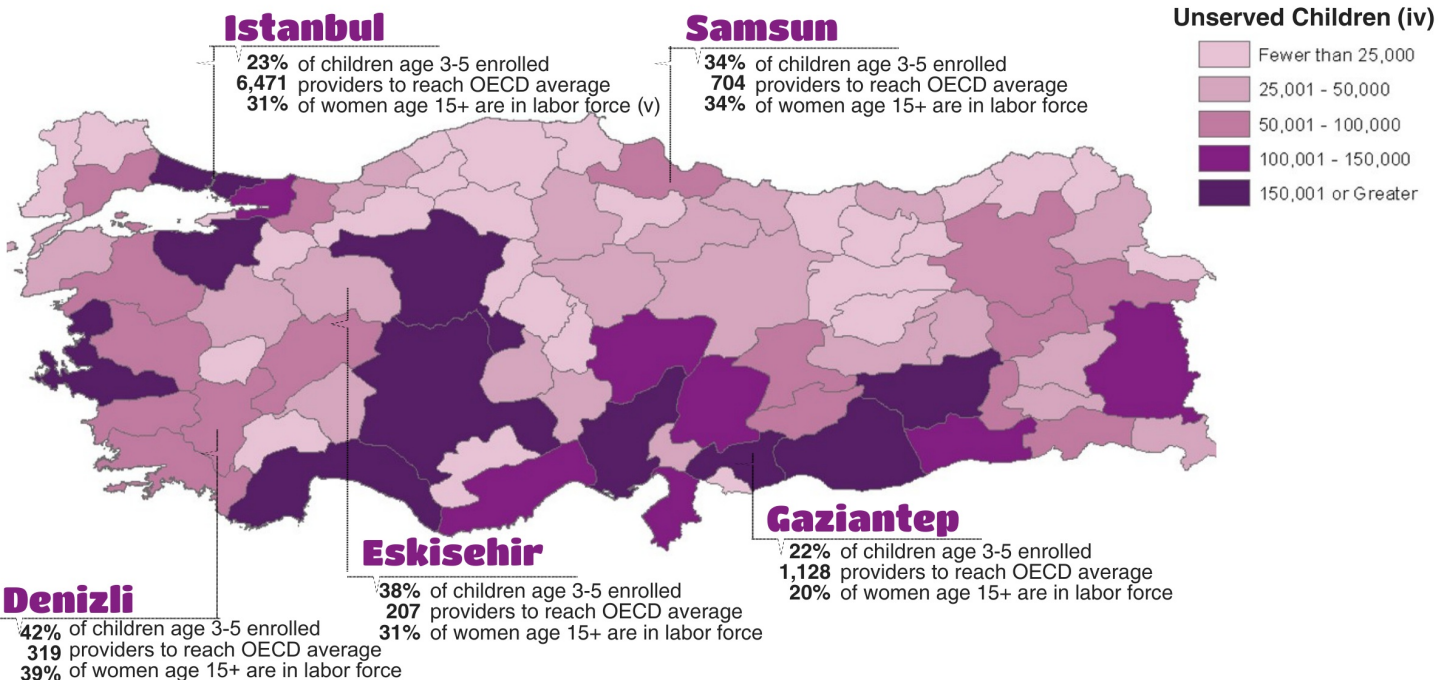 Istanbul
23% of children age 3-5 enrolled
6,471 providers to reach OECD average
31% of women age 15+ are in labor force (v)
Samsun
34% of children age 3-5 enrolled
704 providers to reach OECD average
34% of women age 15+ are in labor force
Unserved Children (iv)
Fewer than 25,000
25,001 - 50,000
50,001 - 100,000
100,001 - 150,000
150,001 or Greater
Gaziantep
22% of children age 3-5 enrolled
1,128 providers to reach OECD average
20% of women age 15+ are in labor force
Eskisehir
38% of children age 3-5 enrolled
207 providers to reach OECD average
31% of women age 15+ are in labor force
Denizli
42% of children age 3-5 enrolled
319 providers to reach OECD average
39% of women age 15+ are in labor force